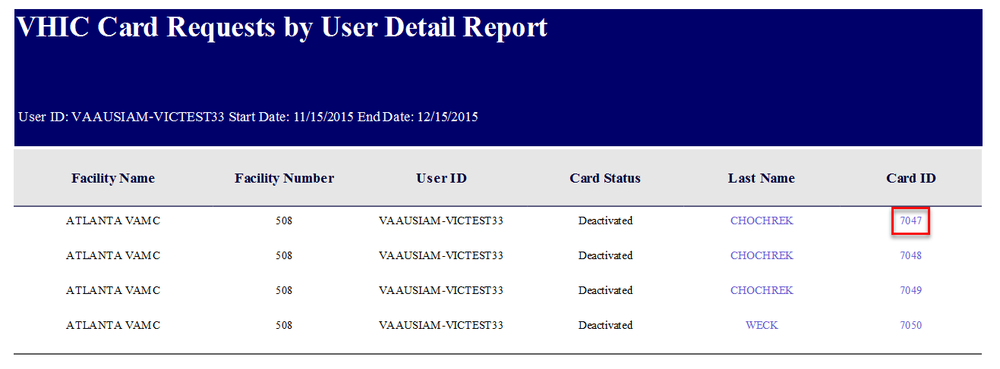 VHIC Card Requests by User Detail Report
User ID: VAAUSIAM-VICTEST33 Start Date: 11/15/2015 End Date: 12/15/2015
Facility Name Facility Number User ID Card Status Last Name Card ID
ATLANTA VAMC 508 VAAUSIAM-VICTEST33 Deactivated CHOCHREK 7047
ATLANTA VAMC 508 VAAUSIAM-VICTEST33 Deactivated CHOCHREK 7048
ATLANTA VAMC 508 VAAUSIAM-VICTEST33 Deactivated CHOCHREK 7049
ATLANTA VAMC 508 VAAUSIAM-VICTEST33 Deactivated WECK 7050